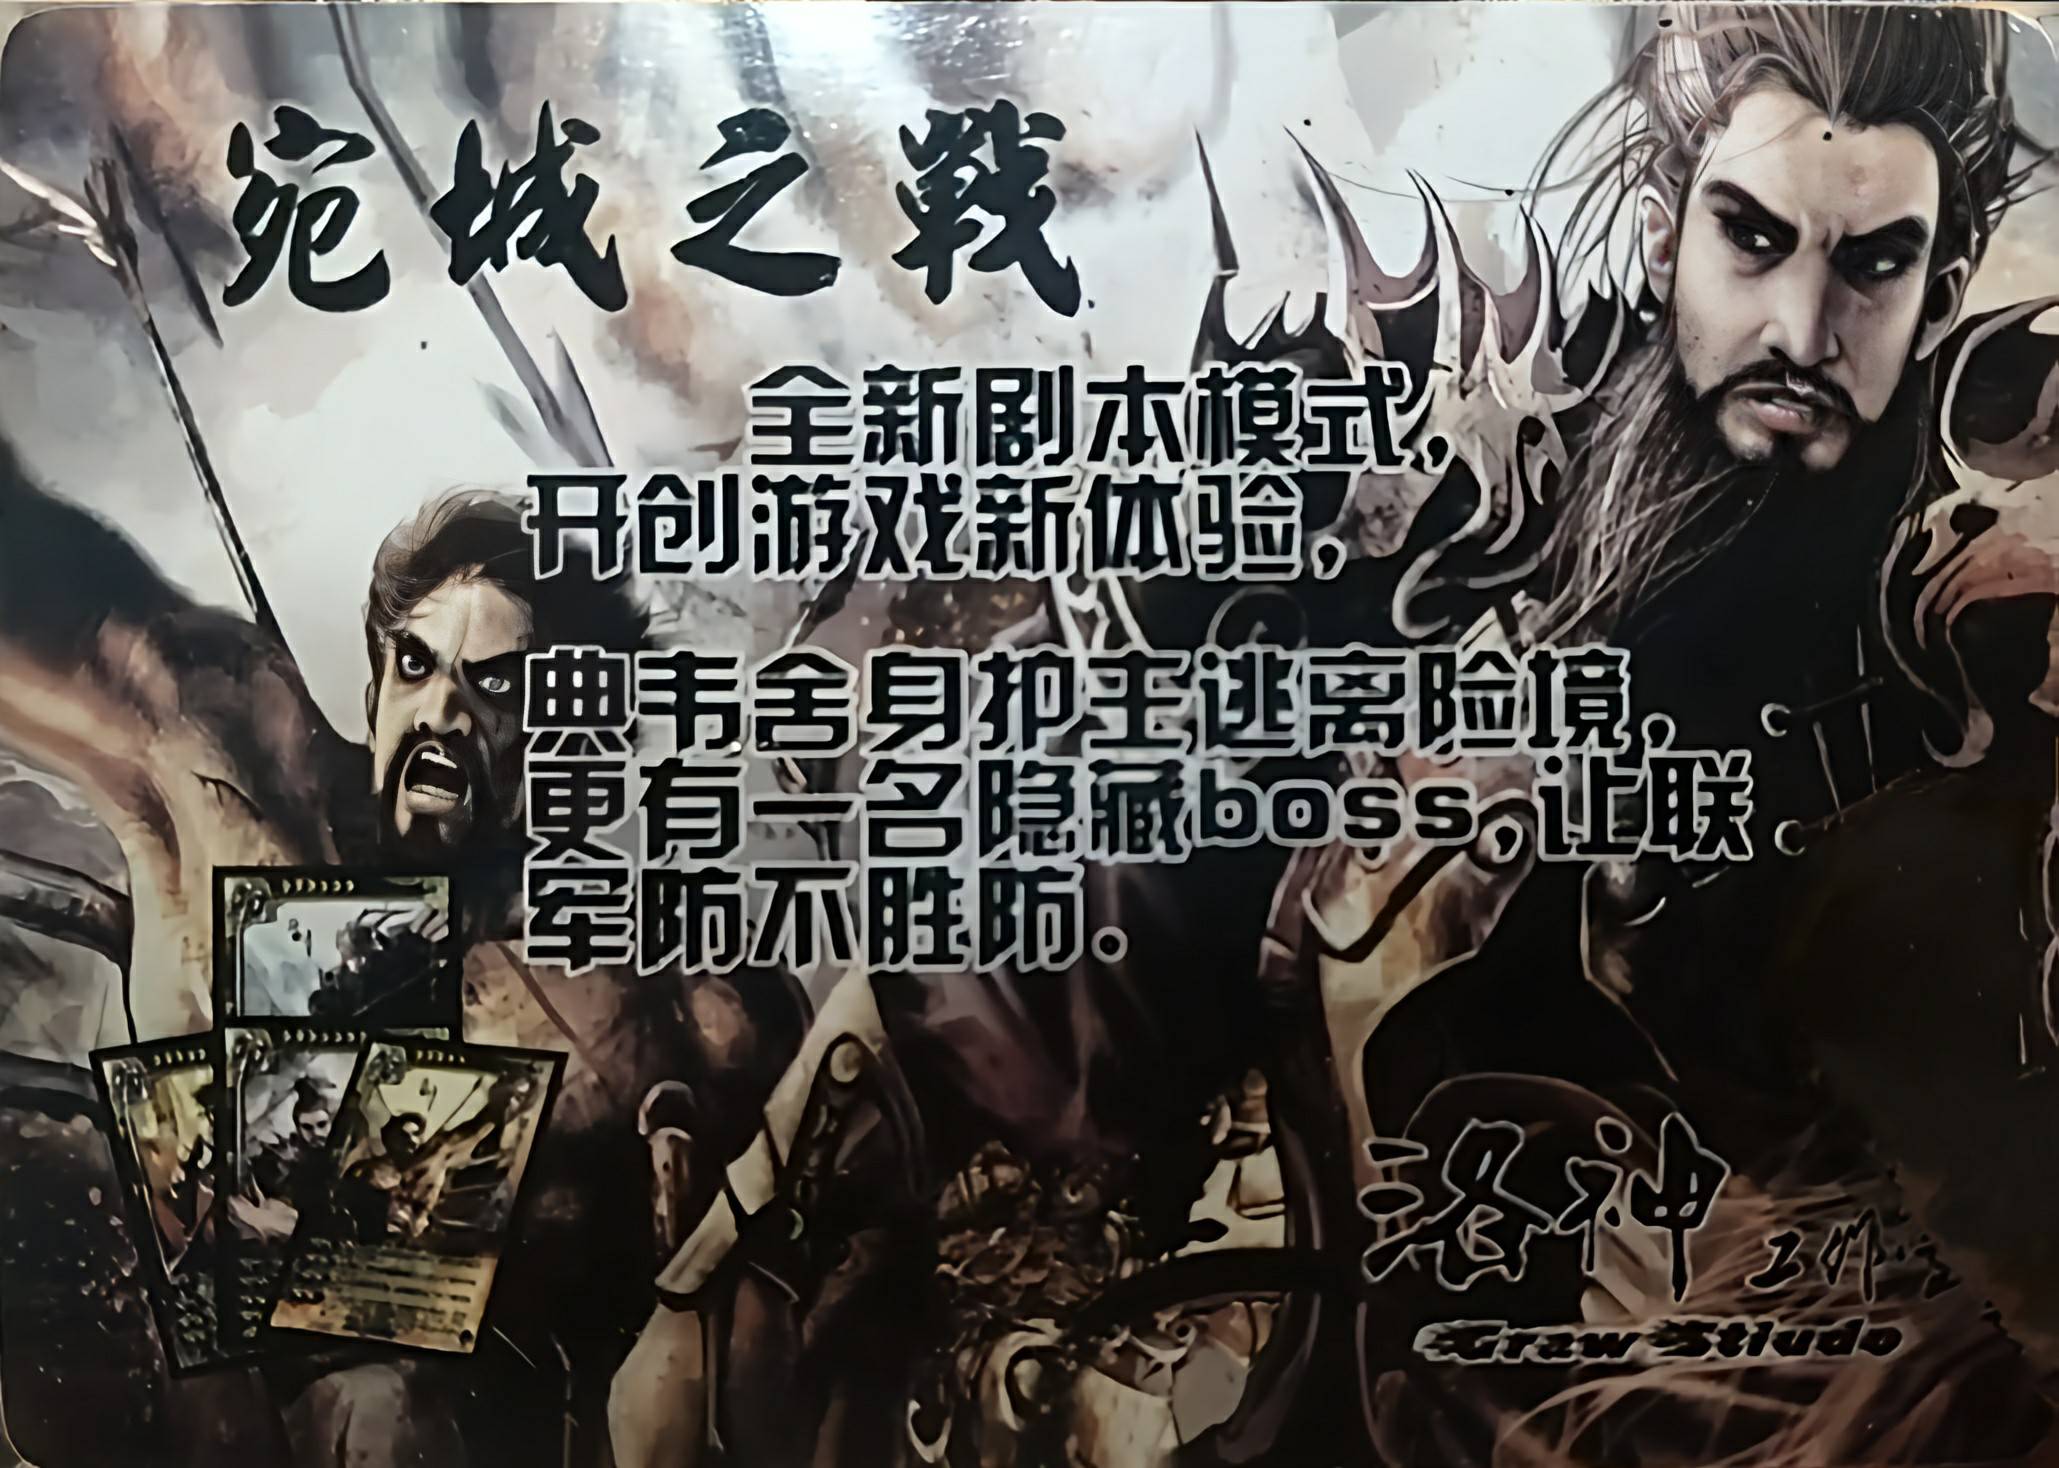 宛城之戰
全新剧本模式，
开创游戏新体验，
典韦舍身护主逃离险境，
更有一名隐藏boss，让联
军防不胜防。
洛神